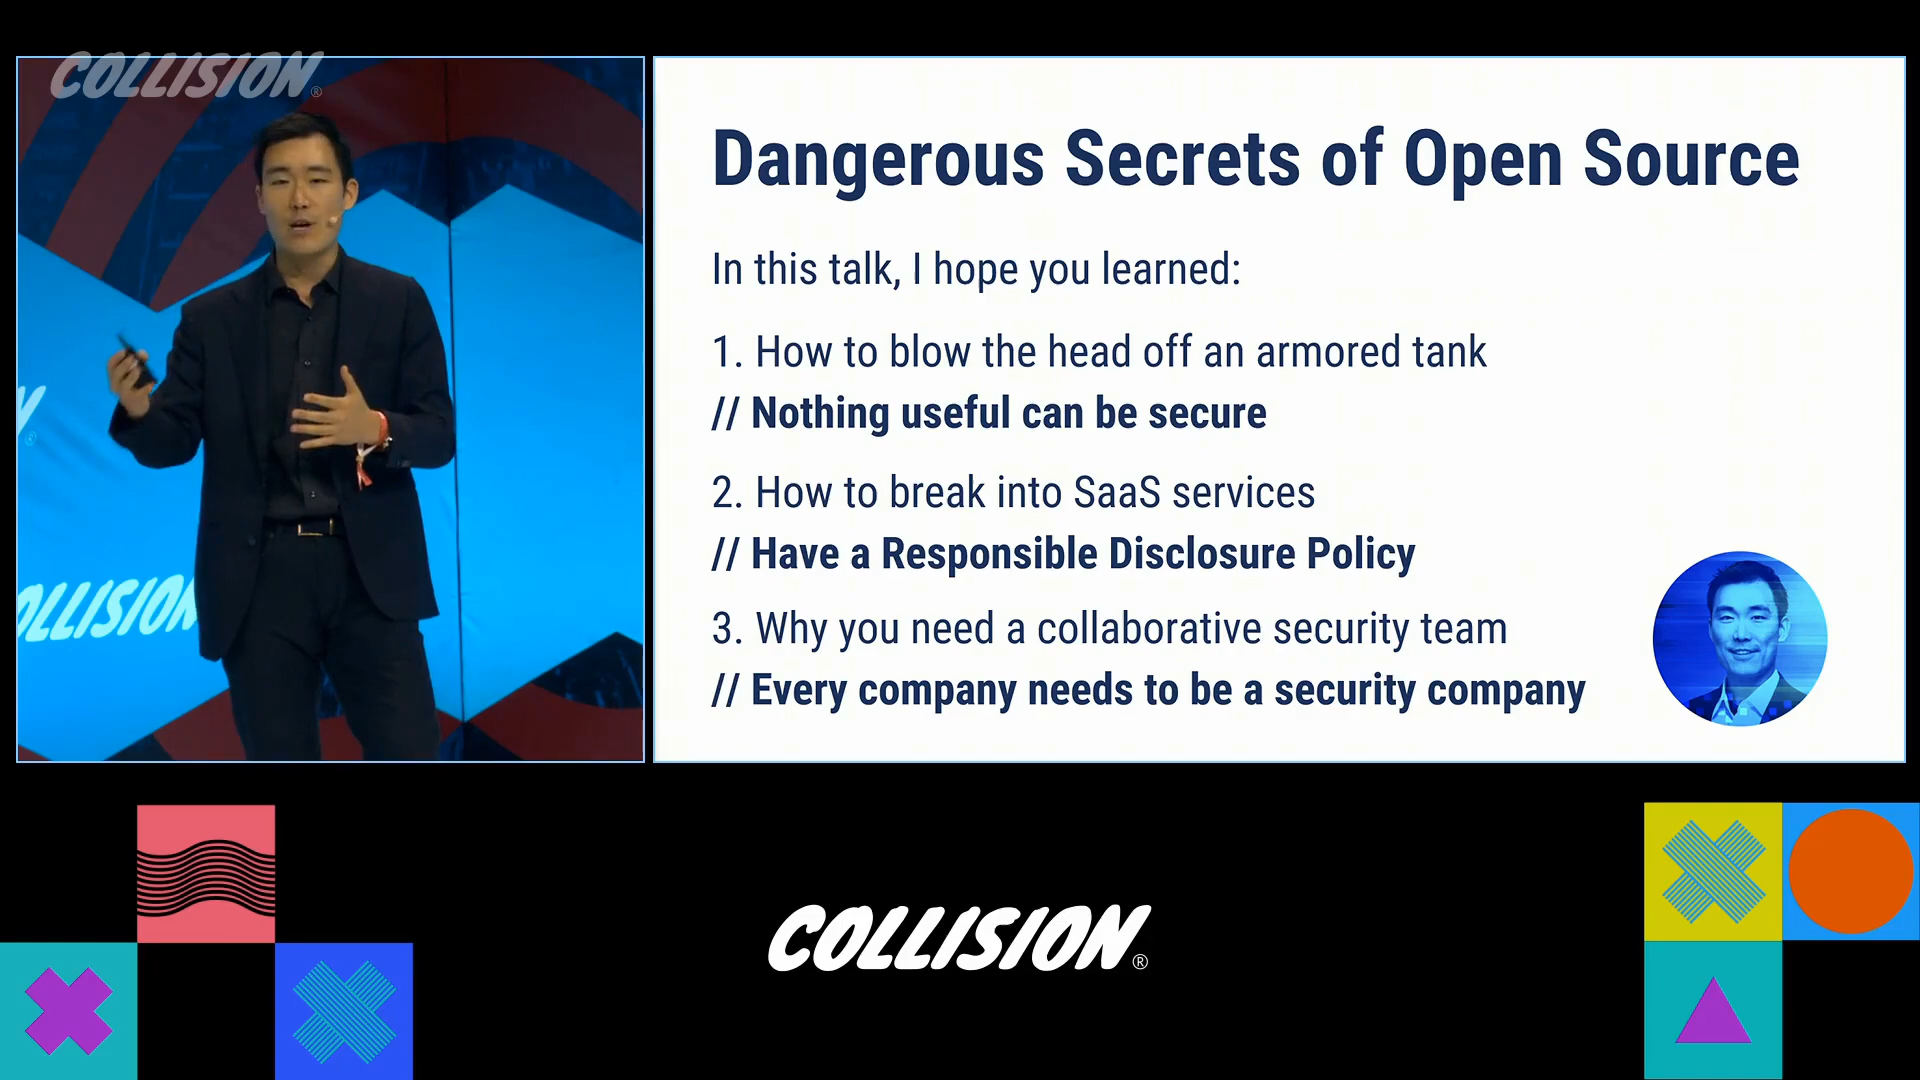 COLLISION®
Dangerous Secrets of Open Source
In this talk, I hope you learned:
1. How to blow the head off an armored tank
// Nothing useful can be secure
2. How to break into SaaS services
// Have a Responsible Disclosure Policy
3. Why you need a collaborative security team
// Every company needs to be a security company
OLLISION
COLLISION®